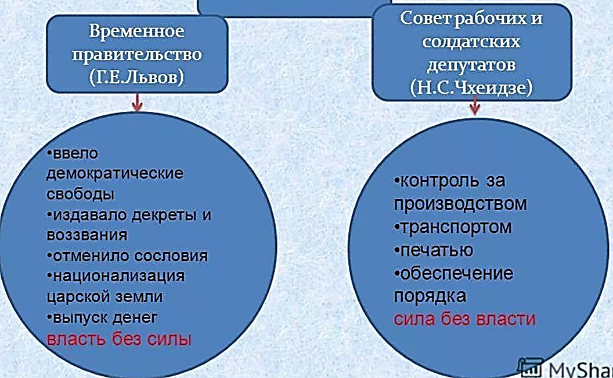 Временное
правительство
(Г.Е.Львов)
•ввело
демократические
свободы
•издавало декреты и
воззвания
•отменило сословия
•национализация
царской земли
•выпуск денег
власть без силы
Совет рабочих и
солдатских
депутатов
(Н.С.Чхеидзе)
•контроль за
производством
•транспортом
•печатью
•обеспечение
порядка
сила без власти
MySha